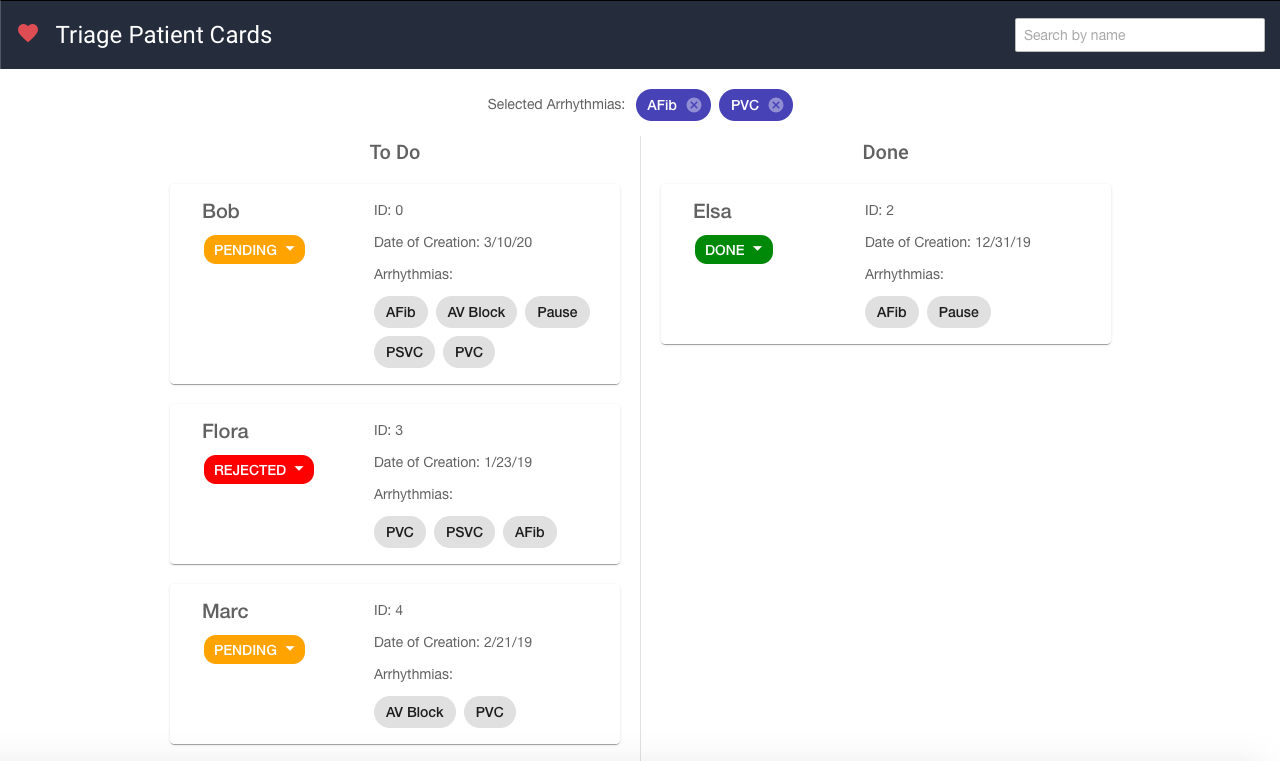 Triage Patient Cards
Search by name
Selected Arrhythmias: AFib PVC
To Do
Bob
PENDING
ID: 0
Date of Creation: 3/10/20
Arrhythmias:
AFib AV Block Pause
PSVC PVC
Flora
REJECTED
ID: 3
Date of Creation: 1/23/19
Arrhythmias:
PVC PSVC AFib
Marc
PENDING
ID: 4
Date of Creation: 2/21/19
Arrhythmias:
AV Block PVC
Done
Elsa
DONE
ID: 2
Date of Creation: 12/31/19
Arrhythmias:
AFib Pause